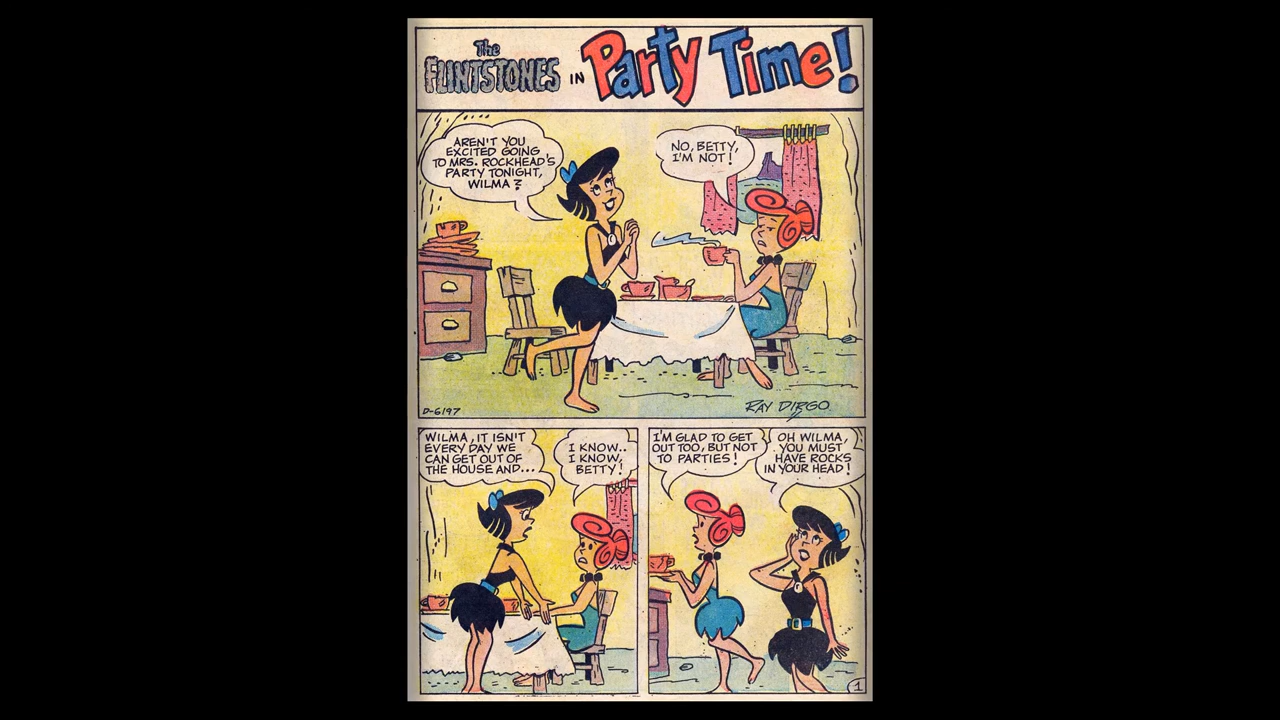 The
FLINTSTONES IN Party Time!
AREN'T YOU
EXCITED GOING
TO MRS. ROCKHEAD'S
PARTY TONIGHT,
WILMA?
NO, BETTY,
I'M NOT!
D-6197
RAY DIRGO
WILMA, IT ISN'T
EVERY DAY WE
CAN GET OUT OF
THE HOUSE AND...
I KNOW..
I KNOW,
BETTY!
I'M GLAD TO GET
OUT TOO, BUT NOT
TO PARTIES!
OH WILMA,
YOU MUST
HAVE ROCKS
IN YOUR HEAD!
1